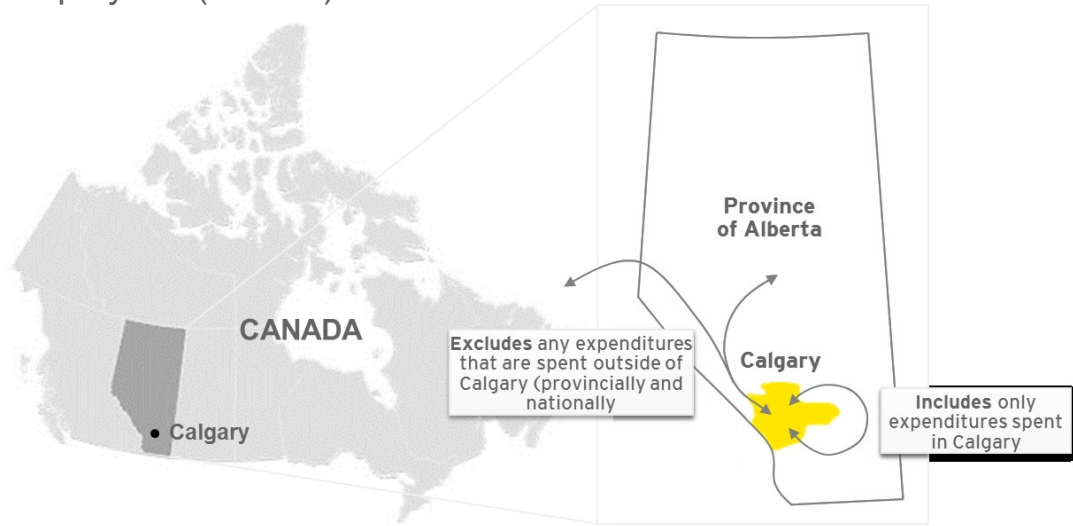 Province
of Alberta
CANADA
Excludes any expenditures
that are spent outside of
Calgary (provincially and
nationally
Calgary
Includes only
expenditures spent
in Calgary
Calgary